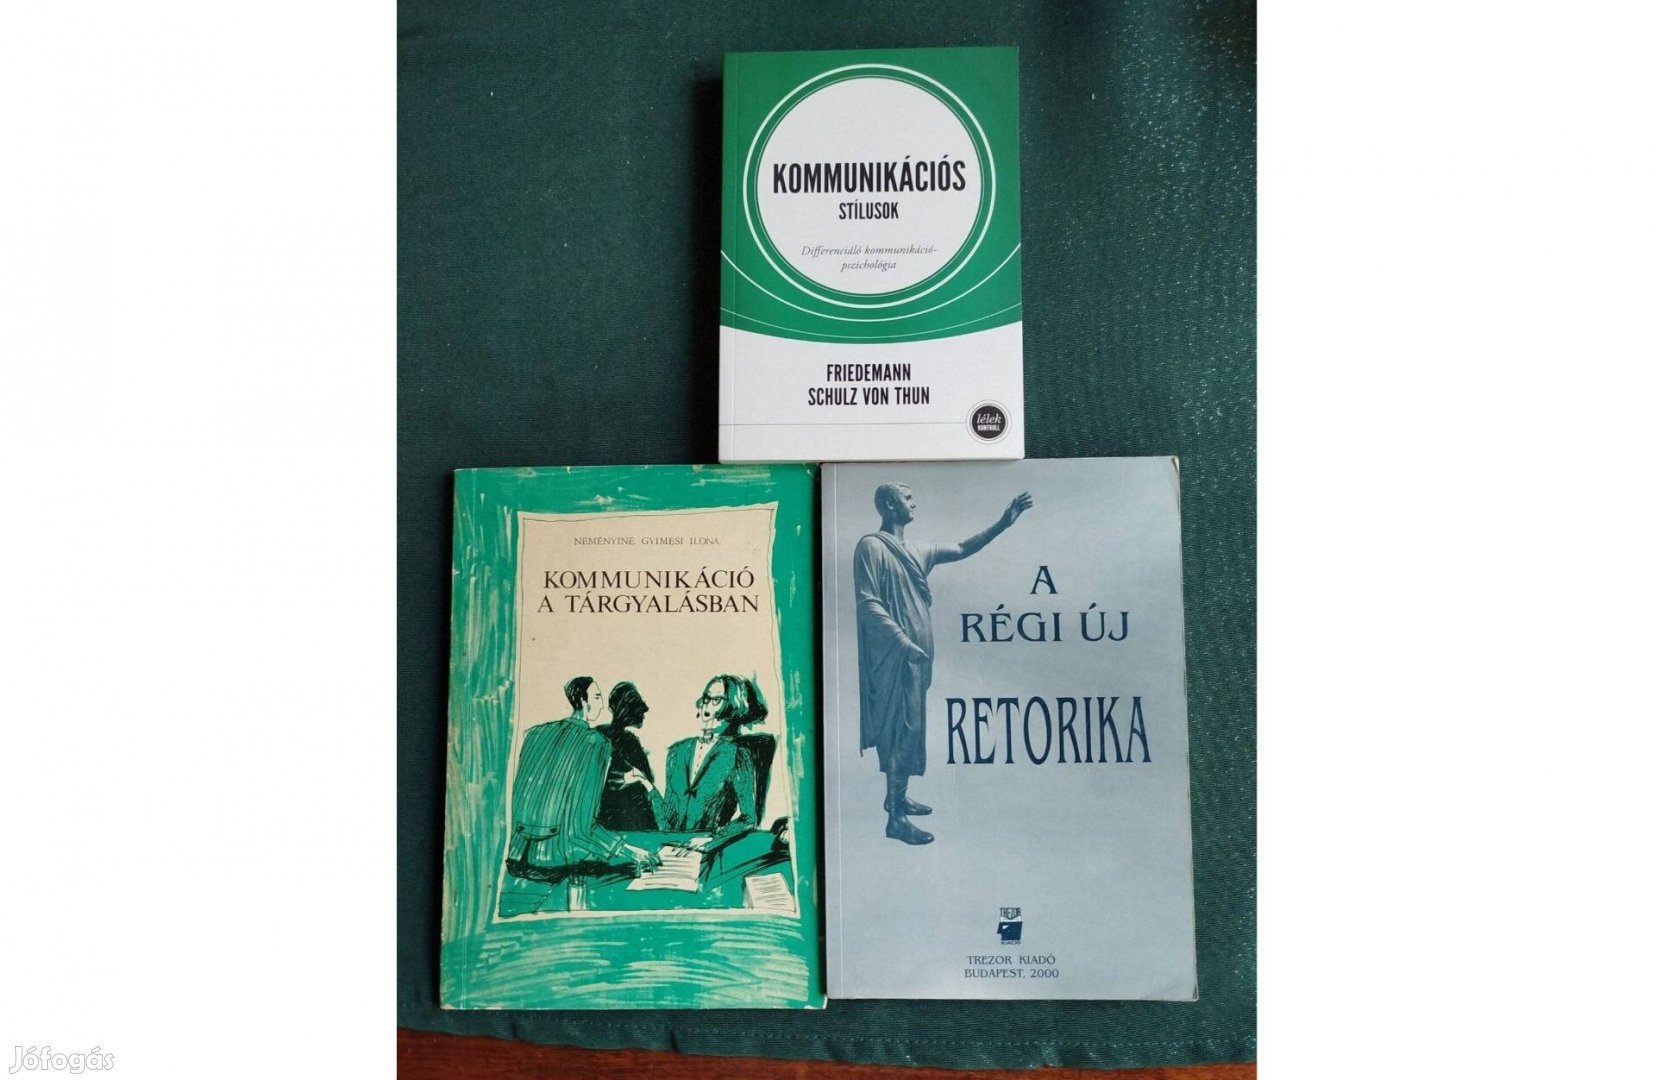 KOMMUNIKÁCIÓS
STÍLUSOK
Differenciáló kommunikáció-
pszichológia
FRIEDEMANN
SCHULZ VON THUN
lélek
KONTROLL
NEMÉNYINÉ GYIMESI ILONA
KOMMUNIKÁCIÓ
A TÁRGYALÁSBAN
A
RÉGI ÚJ
RETORIKA
TREZOR
KIADÓ
TREZOR KIADÓ
BUDAPEST, 2000
Jófogás